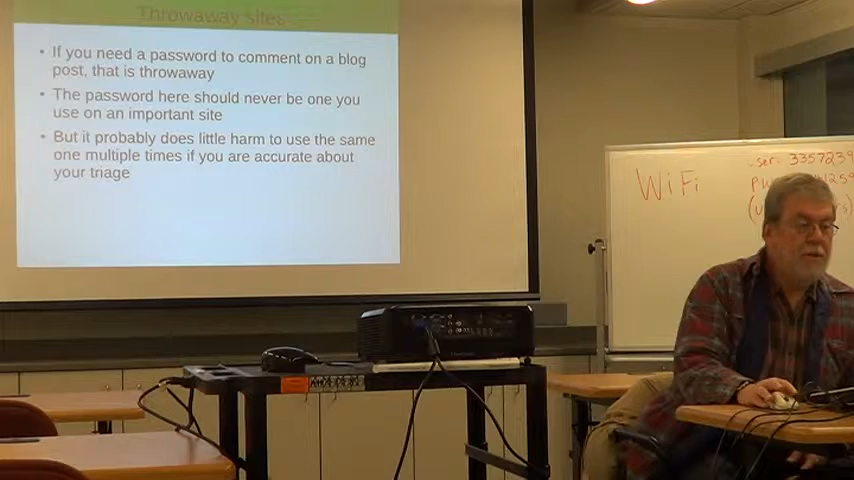 Throwaway Sites
• If you need a password to comment on a blog
post, that is throwaway
• The password here should never be one you
use on an important site
• But it probably does little harm to use the same
one multiple times if you are accurate about
your triage
WiFi
user: 3357239